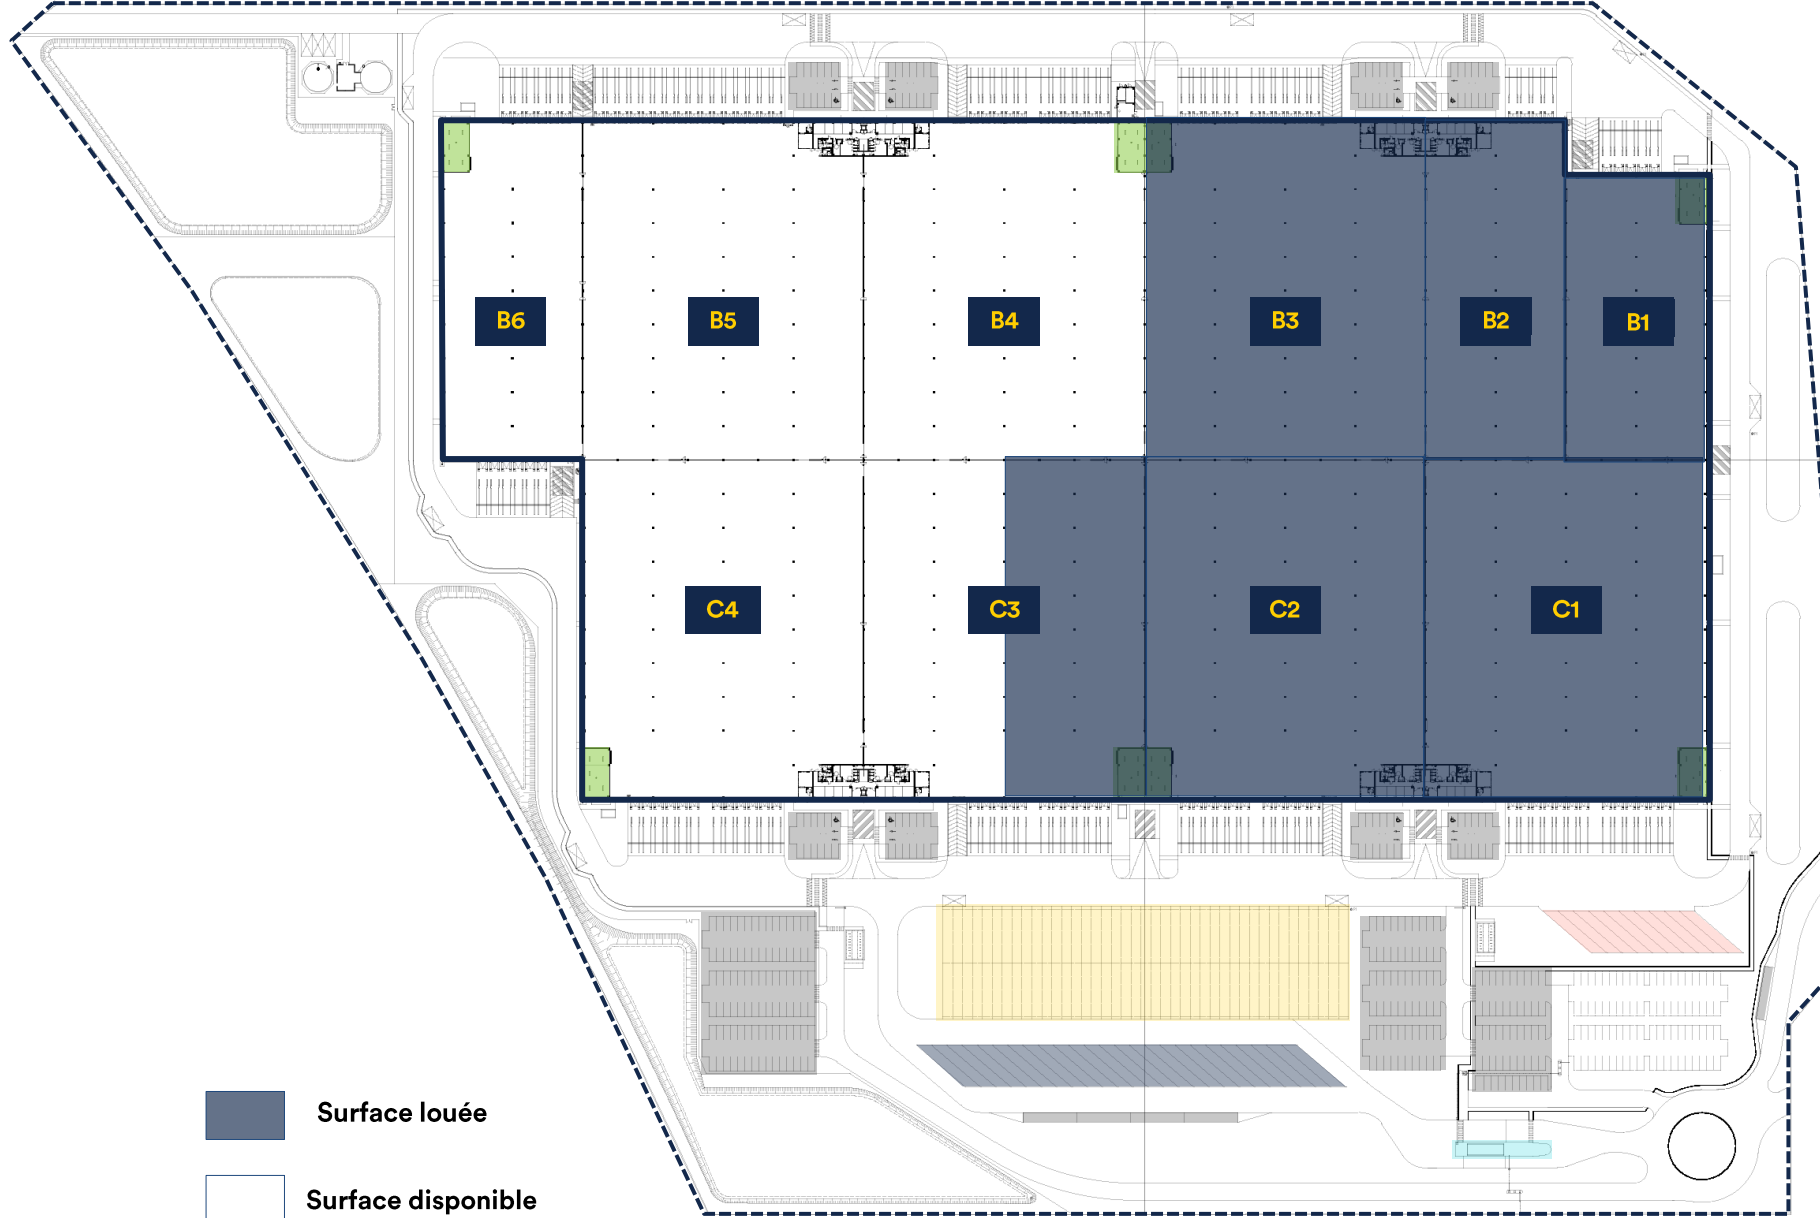 B6 B5 B4 B3 B2 B1
C4 C3 C2 C1
Surface louée
Surface disponible